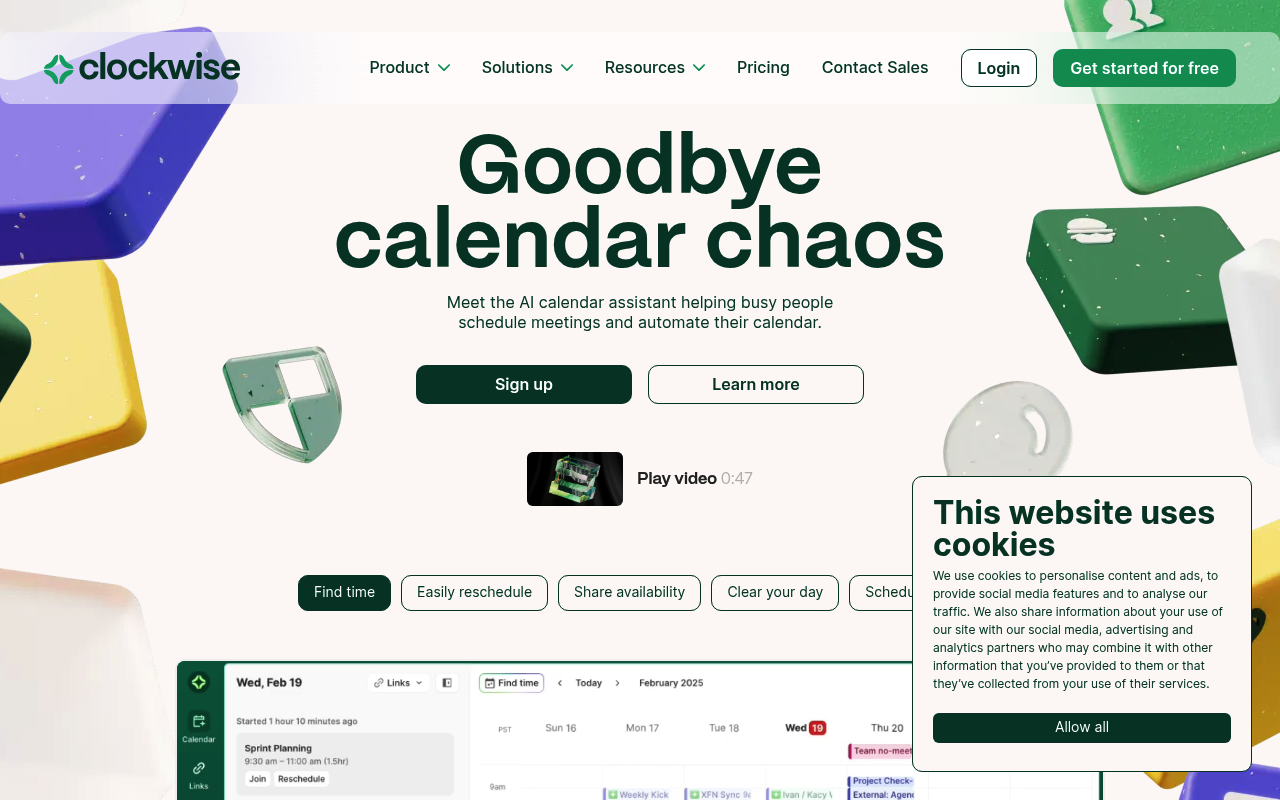 clockwise
Product
Solutions
Resources
Pricing
Contact Sales
Login
Get started for free
Goodbye
calendar chaos
Meet the AI calendar assistant helping busy people
schedule meetings and automate their calendar.
Sign up
Learn more
Play video 0:47
Find time
Easily reschedule
Share availability
Clear your day
Wed, Feb 19
Links
Find time
Today
February 2025
Started 1 hour 10 minutes ago
PST
Sun 16
Mon 17
Tue 18
Wed 19
Thu 20
Calendar
Sprint Planning
9:30 am – 11:00 am (1.5hr)
Join
Reschedule
Links
9am
Team
Weekly Kick
XFN Sync
Ivan / Kacy
Project Check-
External:
This website uses
cookies
We use cookies to personalise content and ads, to
provide social media features and to analyse our
traffic. We also share information about your use of
our site with our social media, advertising and
analytics partners who may combine it with other
information that you’ve provided to them or that
they’ve collected from your use of their services.
Allow all